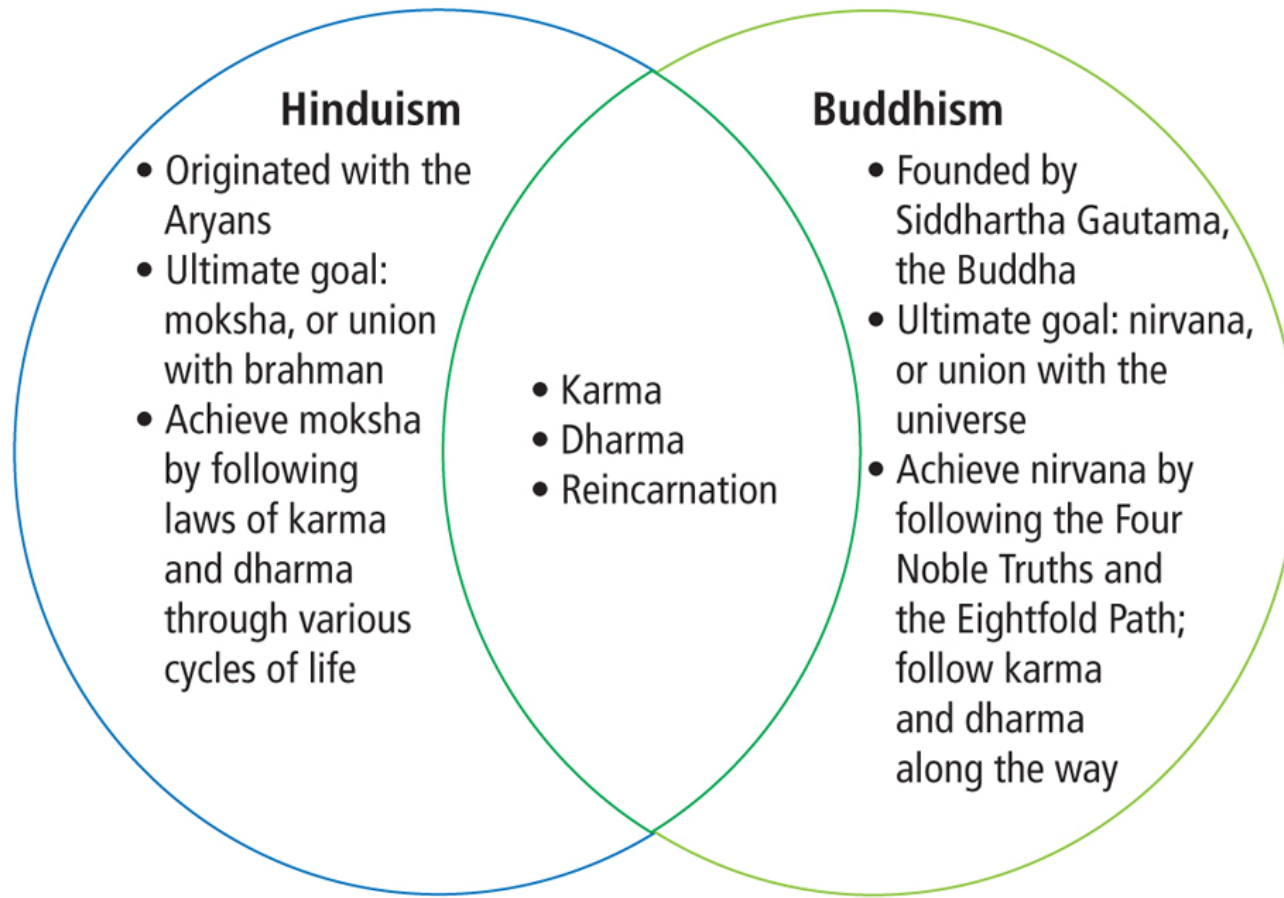 Hinduism
• Originated with the
Aryans
• Ultimate goal:
moksha, or union
with brahman
• Achieve moksha
by following
laws of karma
and dharma
through various
cycles of life
• Karma
• Dharma
• Reincarnation
Buddhism
• Founded by
Siddhartha Gautama,
the Buddha
• Ultimate goal: nirvana,
or union with the
universe
• Achieve nirvana by
following the Four
Noble Truths and
the Eightfold Path;
follow karma
and dharma
along the way